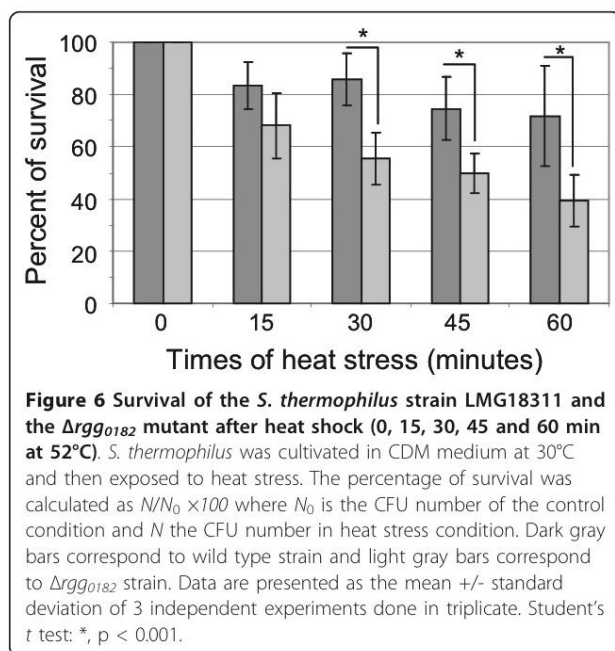 100
*
*
*
80
60
40
20
0
Percent of survival
0 15 30 45 60
Times of heat stress (minutes)
Figure 6 Survival of the S. thermophilus strain LMG18311 and
the Δrgg0182 mutant after heat shock (0, 15, 30, 45 and 60 min
at 52°C). S. thermophilus was cultivated in CDM medium at 30°C
and then exposed to heat stress. The percentage of survival was
calculated as N/N0 ×100 where N0 is the CFU number of the control
condition and N the CFU number in heat stress condition. Dark gray
bars correspond to wild type strain and light gray bars correspond
to Δrgg0182 strain. Data are presented as the mean +/- standard
deviation of 3 independent experiments done in triplicate. Student's
t test: *, p < 0.001.